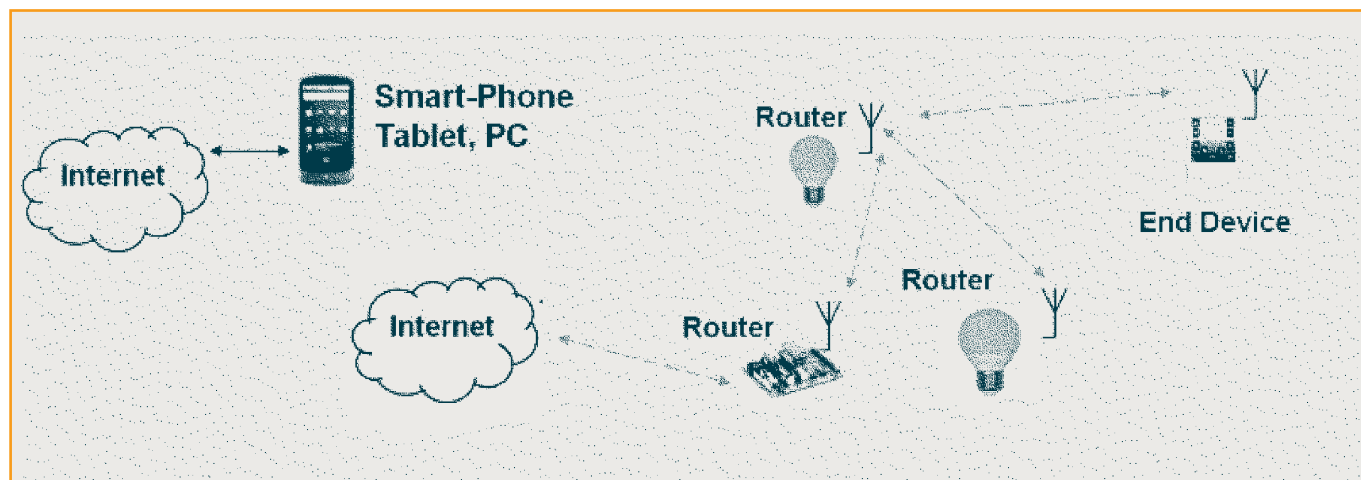 Smart-Phone
Tablet, PC
Internet
Router
End Device
Internet
Router
Router